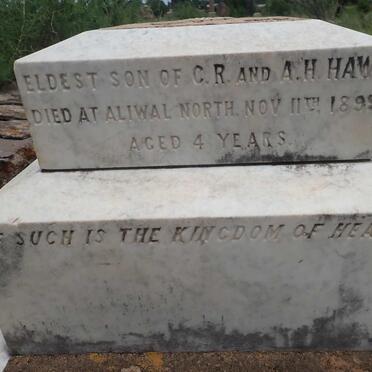 ELDEST SON OF C.R. AND A.H. HAW
DIED AT ALIWAL NORTH. NOV 11TH, 189
AGED 4 YEARS.
SUCH IS THE KINGDOM OF HEA